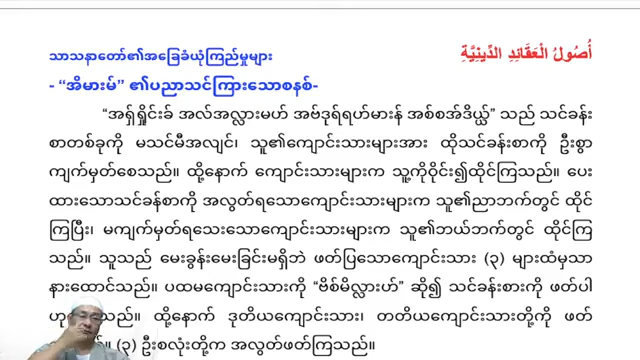 သာသနာတော်၏အခြေခံယုံကြည်မှုများ
أُصُولُ الْعَقَائِدِ الدِّينِيَّةِ
- “အိမာမ်” ၏ပညာသင်ကြားသောစနစ်-
“အရှ်ရှိုင်းခ် အလ်အလ္လာမဟ် အဗ်ဒုရ်ရဟ်မာန် အစ်စအ်ဒိယ်ျ” သည် သင်ခန်း
စာတစ်ခုကို မသင်မီအလျင်၊ သူ၏ကျောင်းသားများအား ထိုသင်ခန်းစာကို ဦးစွာ
ကျက်မှတ်စေသည်။ ထို့နောက် ကျောင်းသားများက သူ့ကိုဝိုင်း၍ထိုင်ကြသည်။ ပေး
ထားသောသင်ခန်စာကို အလွတ်ရသောကျောင်းသားများက သူ၏ညာဘက်တွင် ထိုင်
ကြပြီး၊ မကျက်မှတ်ရသေးသောကျောင်းသားများက သူ၏ဘယ်ဘက်တွင် ထိုင်ကြ
သည်။ သူသည် မေးခွန်းမေးခြင်းမရှိဘဲ ဖတ်ပြသောကျောင်းသား (၃) များထံမှသာ
နားထောင်သည်။ ပထမကျောင်းသားကို “ဗိစ်မိလ္လားဟ်” ဆို၍ သင်ခန်းစားကို ဖတ်ပါ
သည်။ ထို့နောက် ဒုတိယကျောင်းသား၊ တတိယကျောင်းသားတို့ကို ဖတ်
(၃) ဦးစလုံးတို့က အလွတ်ဖတ်ကြသည်။